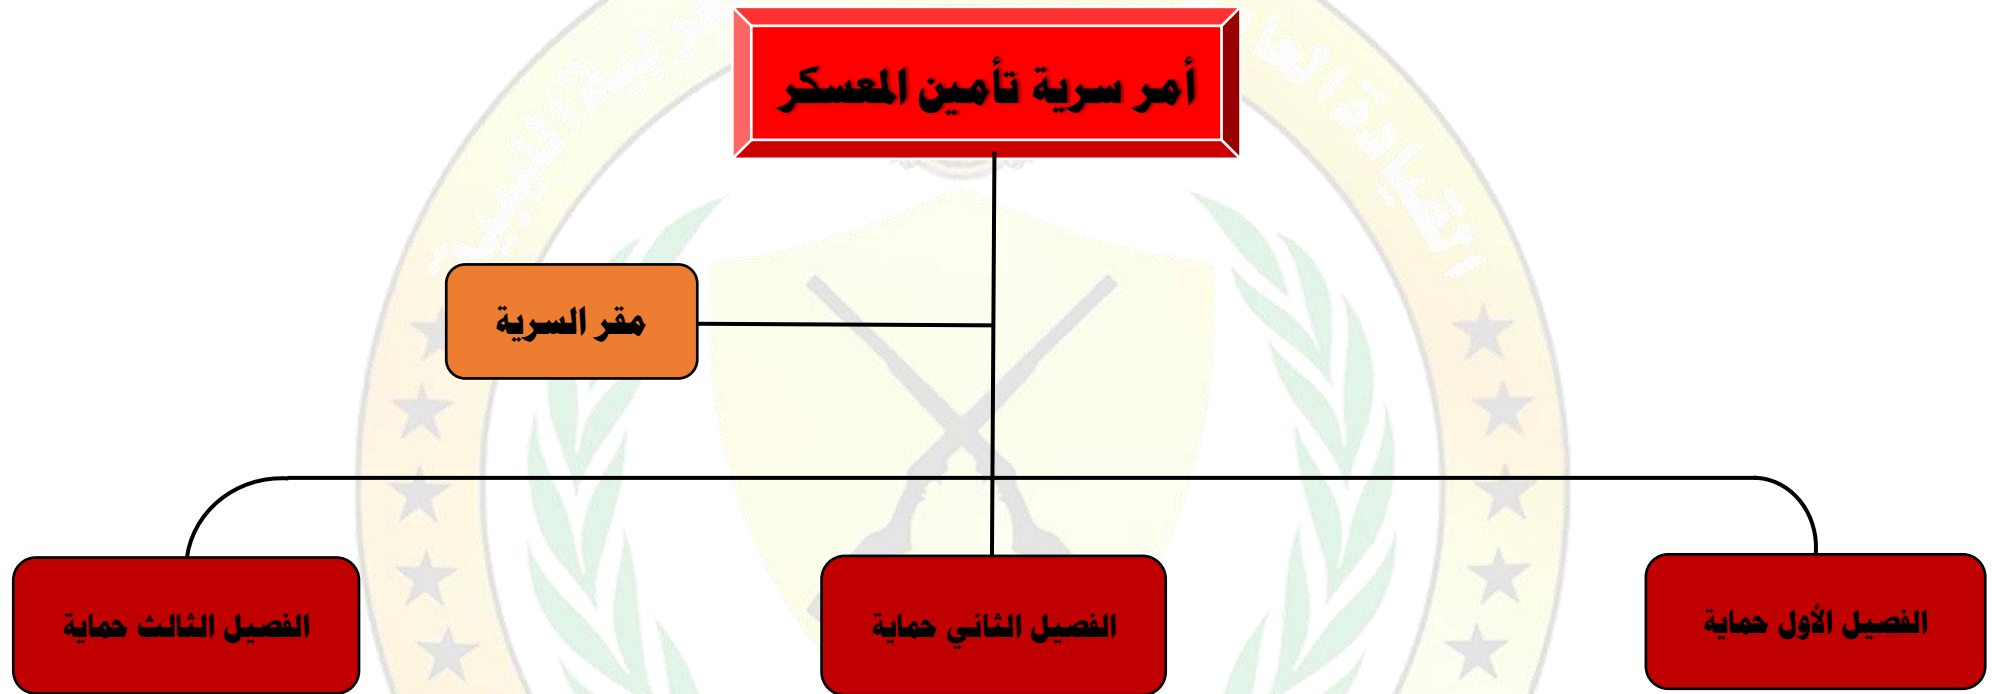 أمر سرية تأمين المعسكر
مقر السرية
الفصيل الأول حماية
الفصيل الثاني حماية
الفصيل الثالث حماية